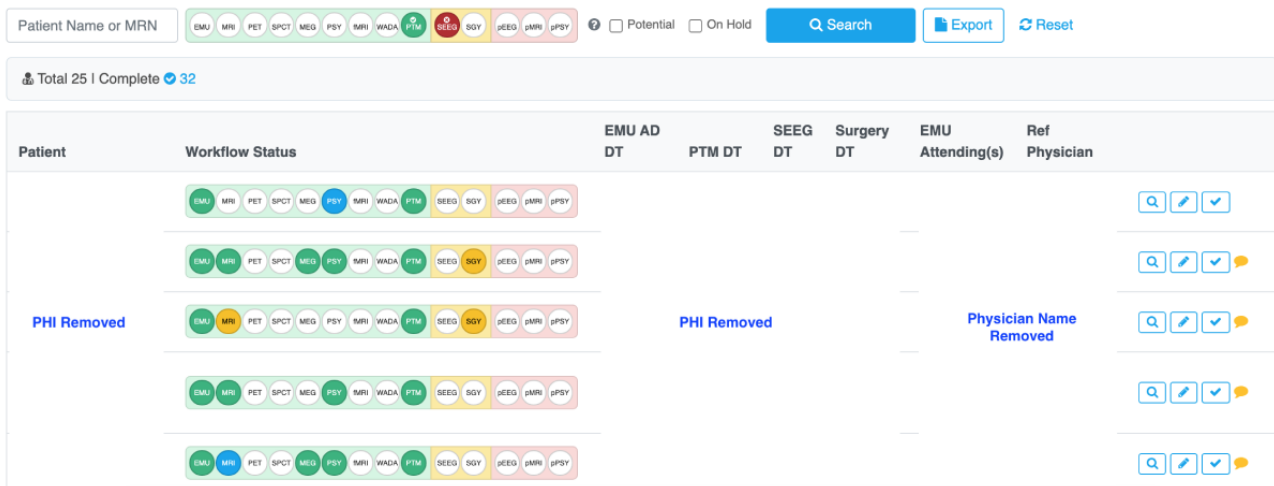 Patient Name or MRN EMU MRI PET SPCT MEG PSY fMRI WADA PTM SEEG SGY pEEG pMRI pPSY ? Potential On Hold Search Export Reset
Total 25 | Complete 32
Patient Workflow Status EMU AD DT PTM DT SEEG DT Surgery DT EMU Attending(s) Ref Physician
EMU MRI PET SPCT MEG PSY fMRI WADA PTM SEEG SGY pEEG pMRI pPSY
EMU MRI PET SPCT MEG PSY fMRI WADA PTM SEEG SGY pEEG pMRI pPSY
PHI Removed EMU MRI PET SPCT MEG PSY fMRI WADA PTM SEEG SGY pEEG pMRI pPSY PHI Removed Physician Name Removed
EMU MRI PET SPCT MEG PSY fMRI WADA PTM SEEG SGY pEEG pMRI pPSY
EMU MRI PET SPCT MEG PSY fMRI WADA PTM SEEG SGY pEEG pMRI pPSY